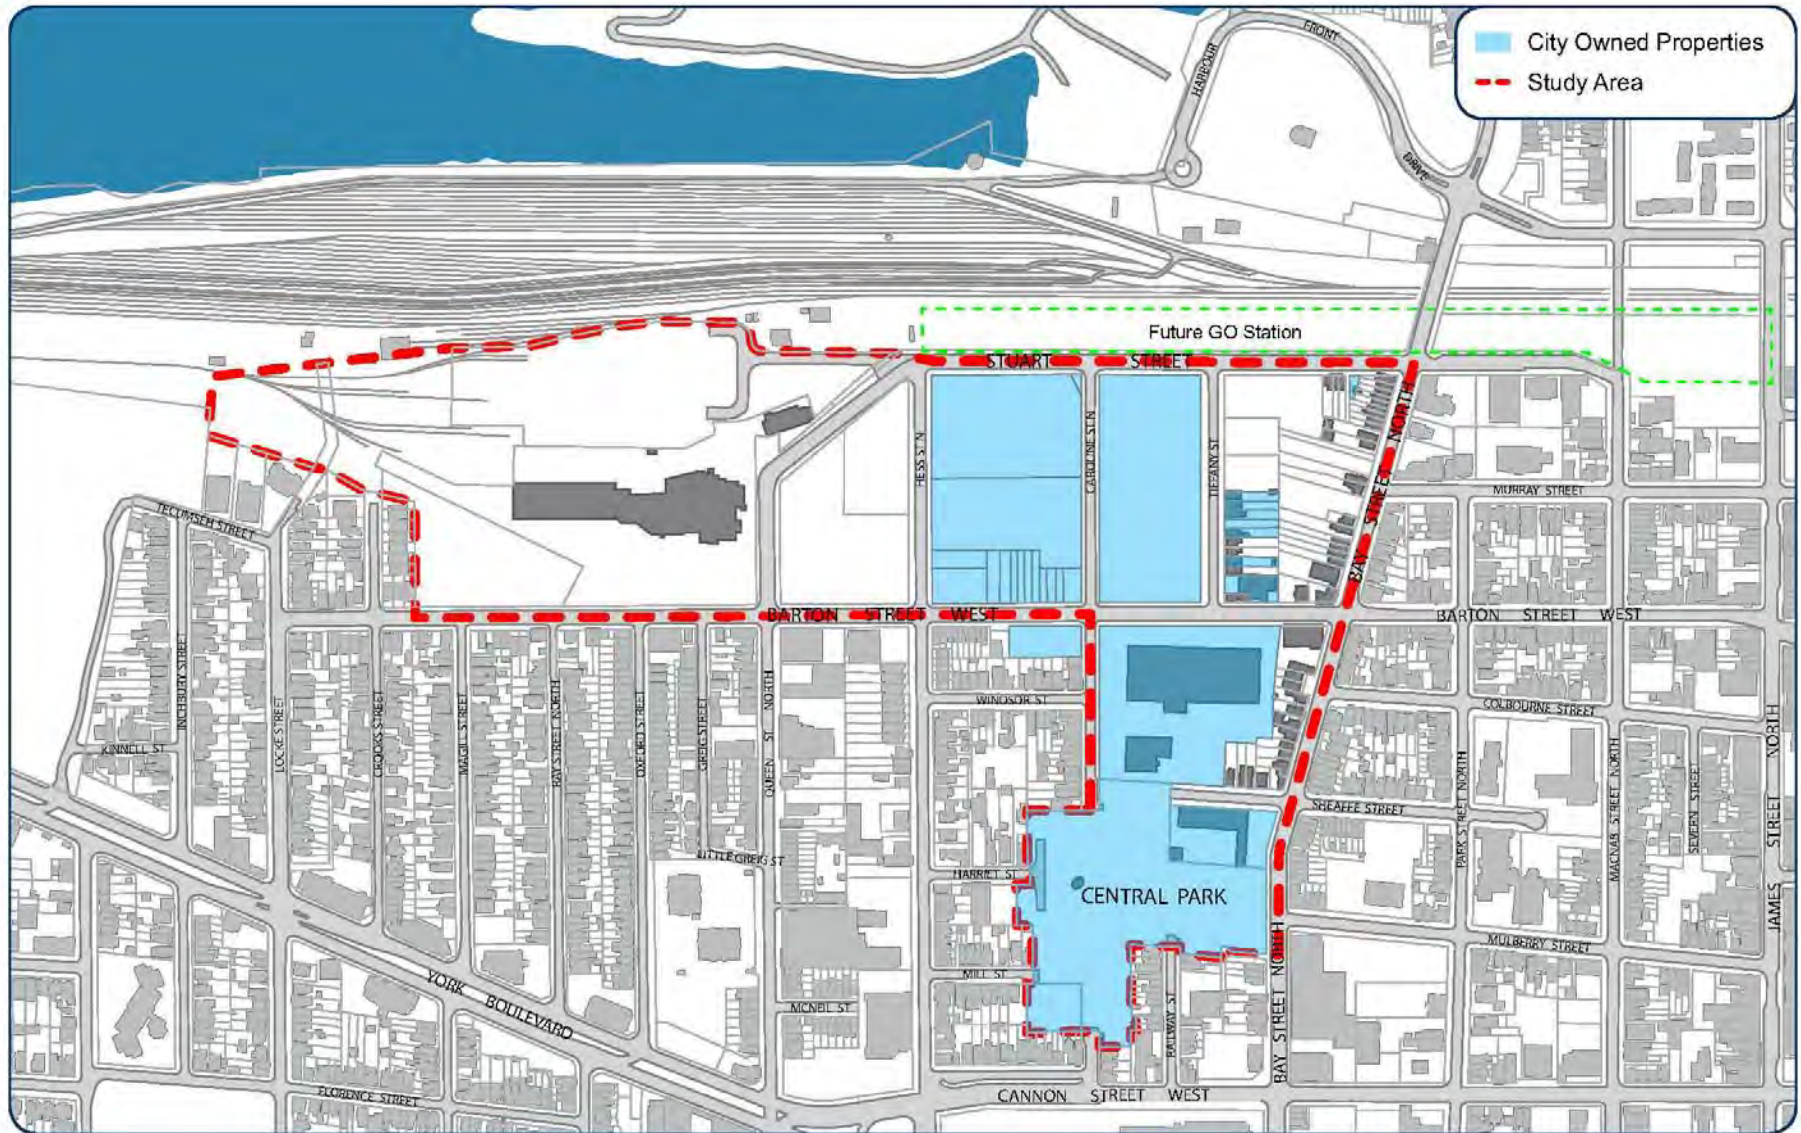 City Owned Properties
Study Area
HARBOUR
FRONT
DRIVE
Future GO Station
STUART STREET
HESS ST N
CAROLINE ST N
TIFFANY ST
BAY STREET NORTH
MURRAY STREET
TECUMSEH STREET
BARTON STREET WEST
BARTON STREET WEST
INCHBURY STREET
LOCKE STREET
CROOKS STREET
MAGILL STREET
RAY STREET NORTH
OXFORD STREET
GREIG STREET
QUEEN ST NORTH
WINDSOR ST
COLBOURNE STREET
KINNELL ST
PARK STREET NORTH
MACNAB STREET NORTH
SEVERN STREET
JAMES STREET NORTH
SHEAFFE STREET
LITTLE GREIG ST
HARRIET ST
CENTRAL PARK
MULBERRY STREET
MILL ST
YORK BOULEVARD
MCNEIL ST
RAILWAY ST
BAY STREET NORTH
FLORENCE STREET
CANNON STREET WEST